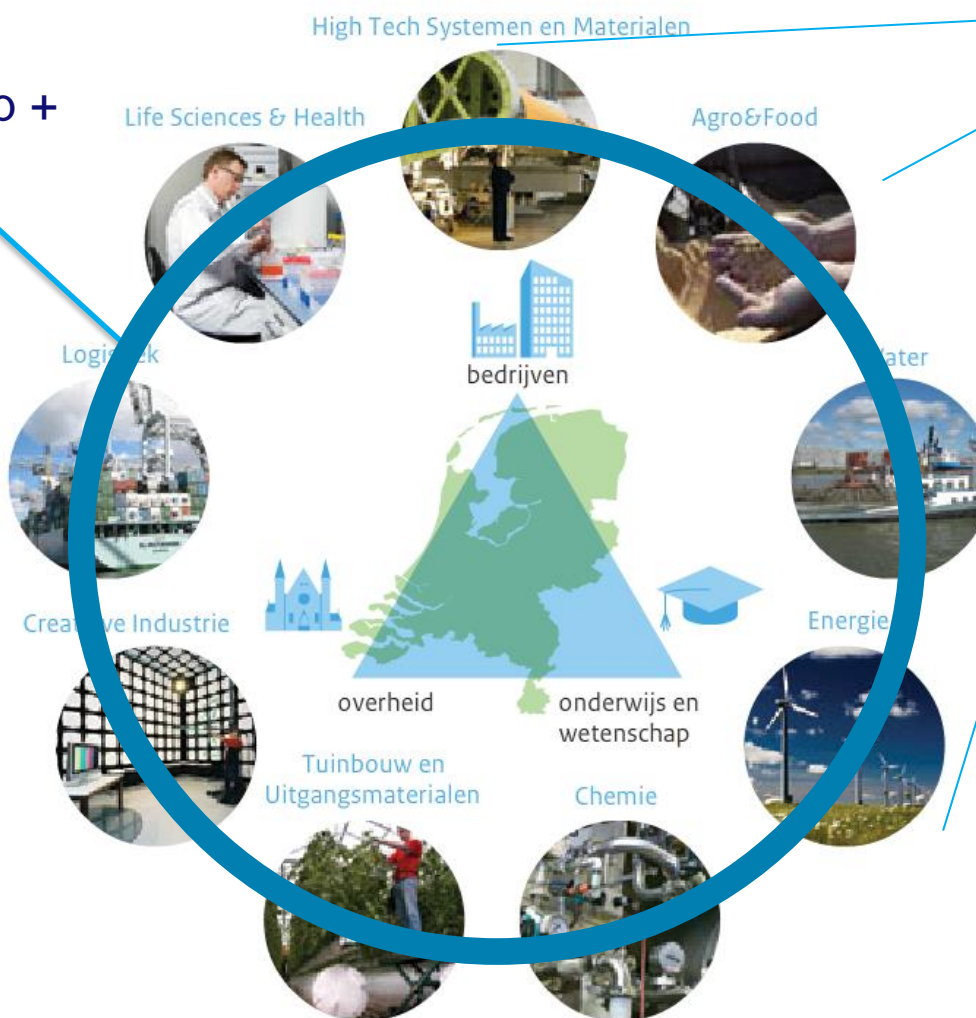 High Tech Systemen en Materialen
o +
Life Sciences & Health
Agro&Food
bedrijven
Energie
overheid
onderwijs en
wetenschap
Tuinbouw en
Uitgangsmaterialen
Chemie
Industrie